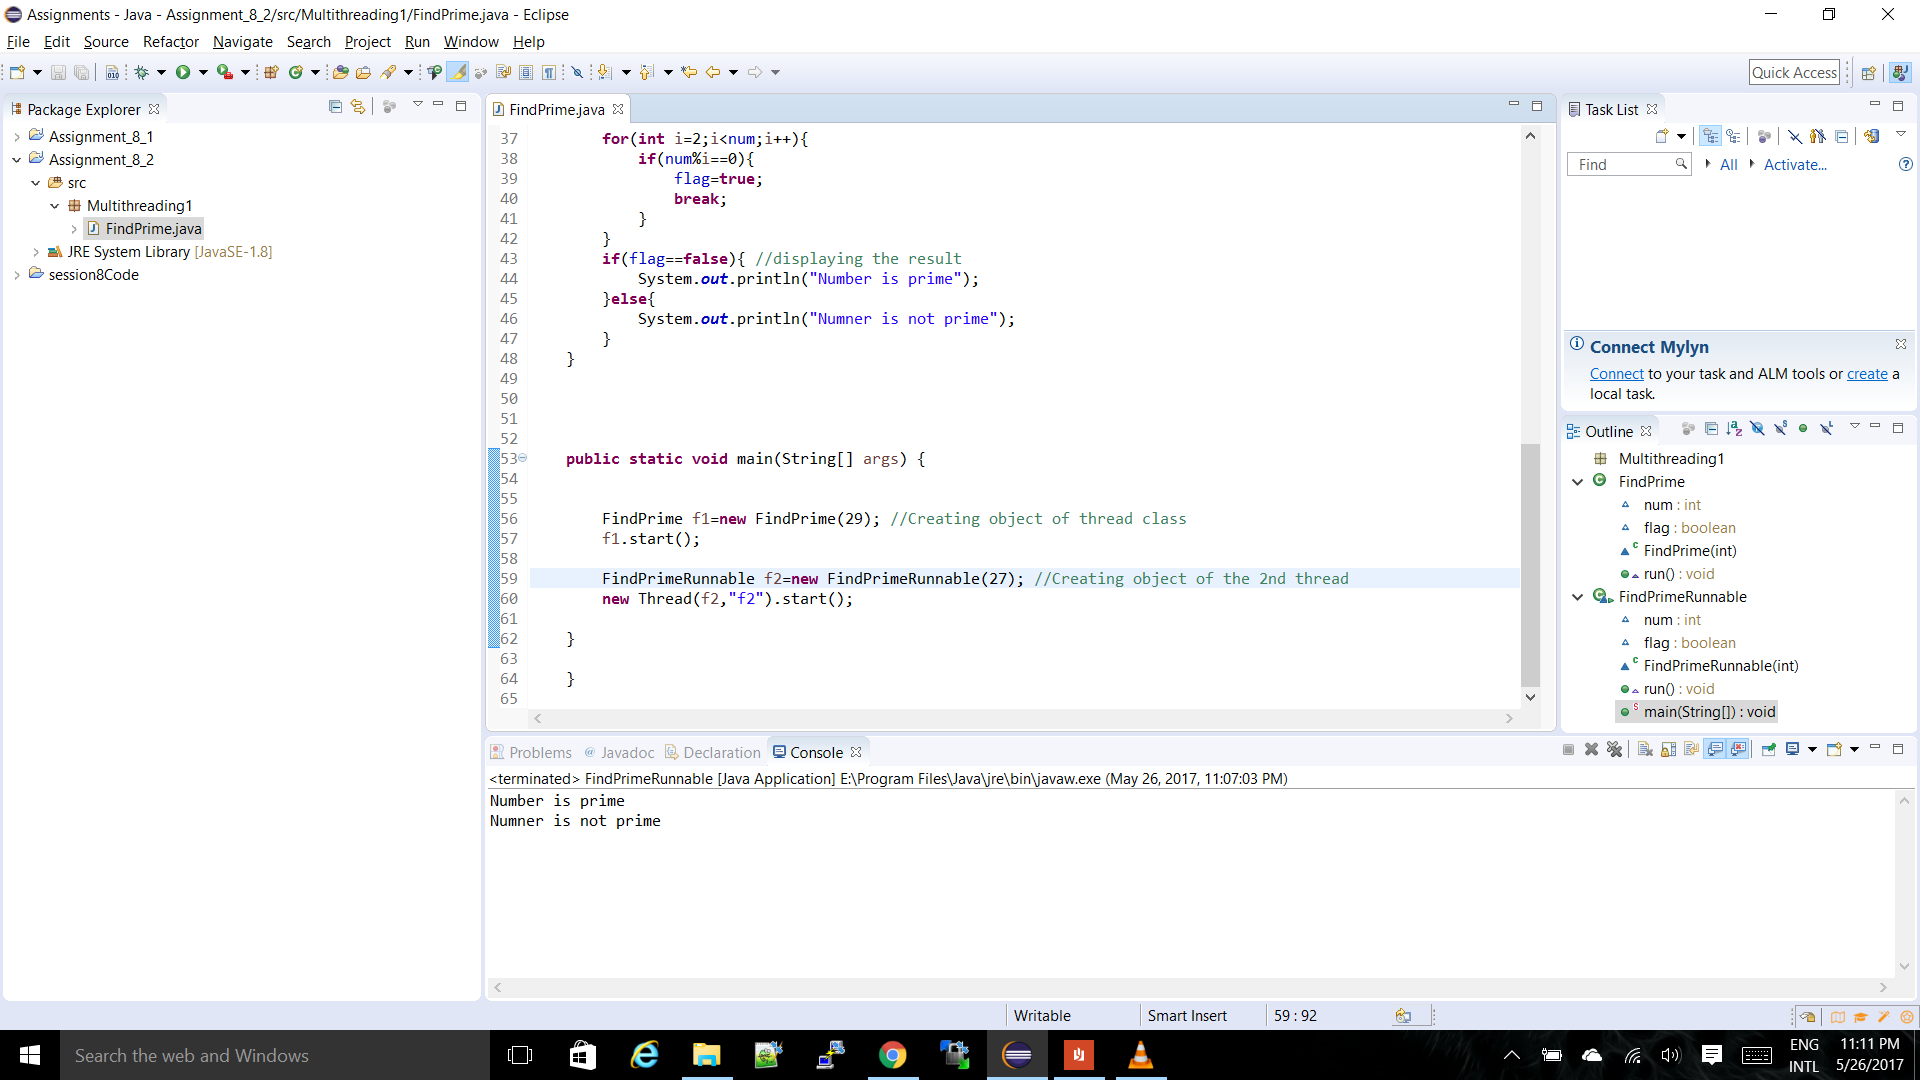 Assignments - Java - Assignment_8_2/src/Multithreading1/FindPrime.java - Eclipse
File Edit Source Refactor Navigate Search Project Run Window Help
Quick Access
Package Explorer
Assignment_8_1
Assignment_8_2
src
Multithreading1
FindPrime.java
JRE System Library [JavaSE-1.8]
session8Code
FindPrime.java
37 for(int i=2;i<num;i++){
38 if(num%i==0){
39 flag=true;
40 break;
41 }
42 }
43 if(flag==false){ //displaying the result
44 System.out.println("Number is prime");
45 }else{
46 System.out.println("Numner is not prime");
47 }
48 }
49
50
51
52
53 public static void main(String[] args) {
54
55
56 FindPrime f1=new FindPrime(29); //Creating object of thread class
57 f1.start();
58
59 FindPrimeRunnable f2=new FindPrimeRunnable(27); //Creating object of the 2nd thread
60 new Thread(f2,"f2").start();
61
62 }
63
64 }
65
Task List
Find All Activate...
Connect Mylyn
Connect to your task and ALM tools or create a
local task.
Outline
Multithreading1
FindPrime
num : int
flag : boolean
FindPrime(int)
run() : void
FindPrimeRunnable
num : int
flag : boolean
FindPrimeRunnable(int)
run() : void
main(String[]) : void
Problems @ Javadoc Declaration Console
<terminated> FindPrimeRunnable [Java Application] E:\Program Files\Java\jre\bin\javaw.exe (May 26, 2017, 11:07:03 PM)
Number is prime
Numner is not prime
Writable Smart Insert 59 : 92
Search the web and Windows
ENG
INTL
11:11 PM
5/26/2017